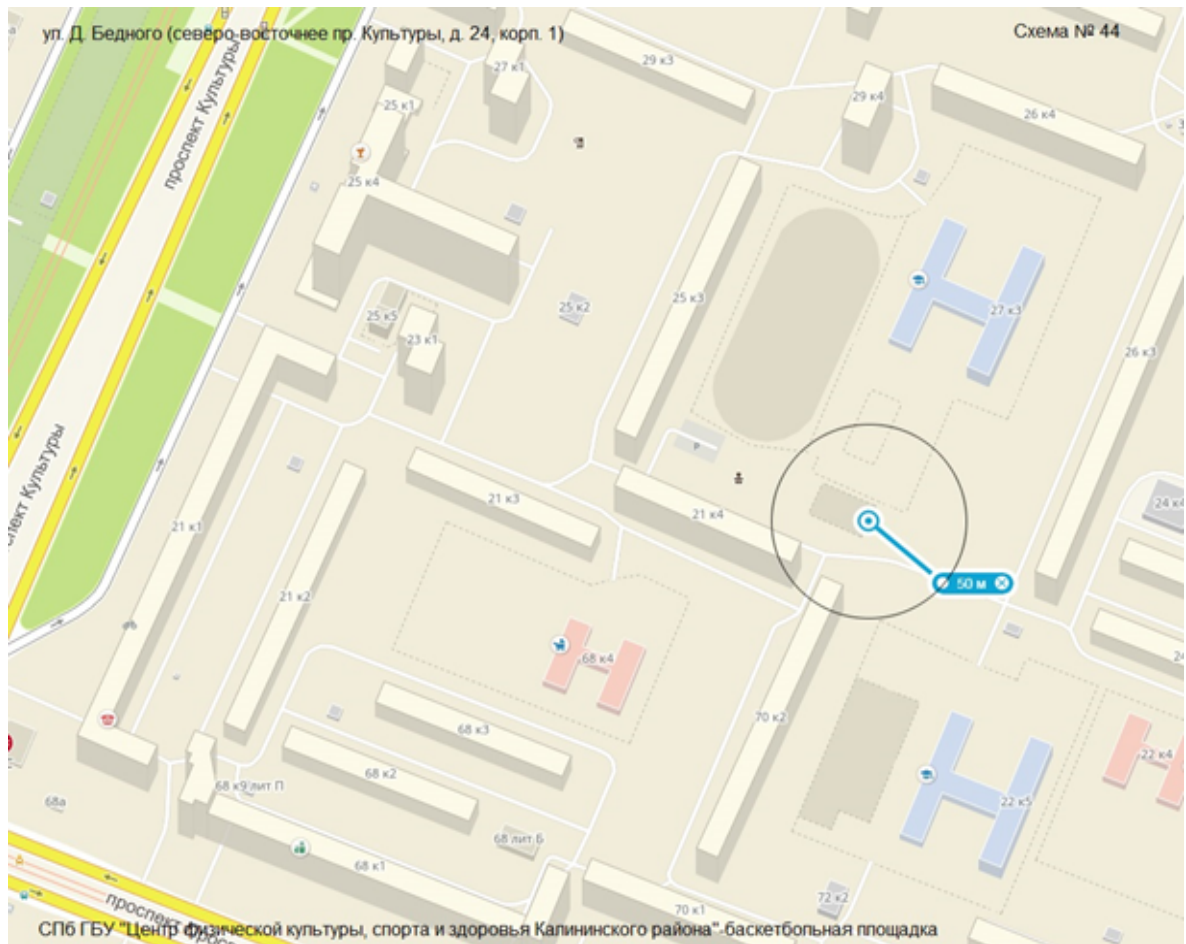 ул. Д. Бедного (северо-восточнее пр. Культуры, д. 24, корп. 1)
Схема № 44
27 к1
29 к3
29 к4
26 к4
25 к1
проспект Культуры
25 к4
25 к2
25 к3
27 к3
25 к5
23 к1
26 к3
P
21 к3
21 к4
24 к4
21 к1
50 м
21 к2
68 к4
70 к2
68 к3
22 к4
68 к2
68 к9/лит П
22 к5
68а
68 лит Б
68 к1
72 к2
проспект
70 к1
СПб ГБУ "Центр физической культуры, спорта и здоровья Калининского района"-баскетбольная площадка